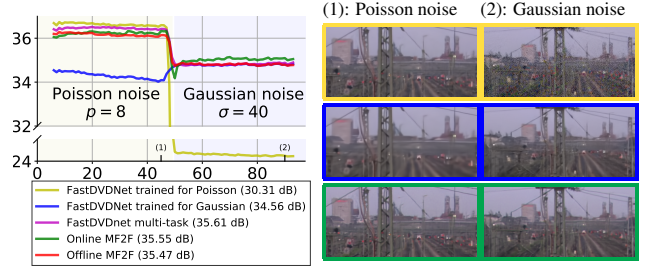 (1): Poisson noise (2): Gaussian noise
36
34
32
24
Poisson noise
p = 8
Gaussian noise
σ = 40
(1) (2)
0 20 40 60 80 100
FastDVDNet trained for Poisson (30.31 dB)
FastDVDNet trained for Gaussian (34.56 dB)
FastDVDnet multi-task (35.61 dB)
Online MF2F (35.55 dB)
Offline MF2F (35.47 dB)